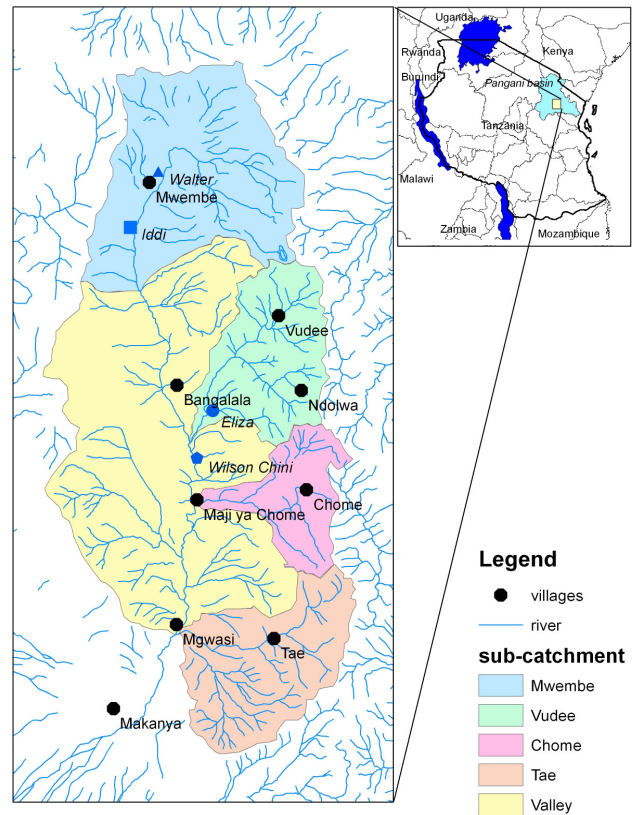 Walter
Mwembe
Iddi
Vudee
Bangalala
Ndolwa
Eliza
Wilson Chini
Maji ya Chome
Chome
Mgwasi
Tae
Makanya
Uganda
Rwanda
Kenya
Burundi
Pangani basin
Tanzania
Malawi
Zambia
Mozambique
Legend
villages
river
sub-catchment
Mwembe
Vudee
Chome
Tae
Valley